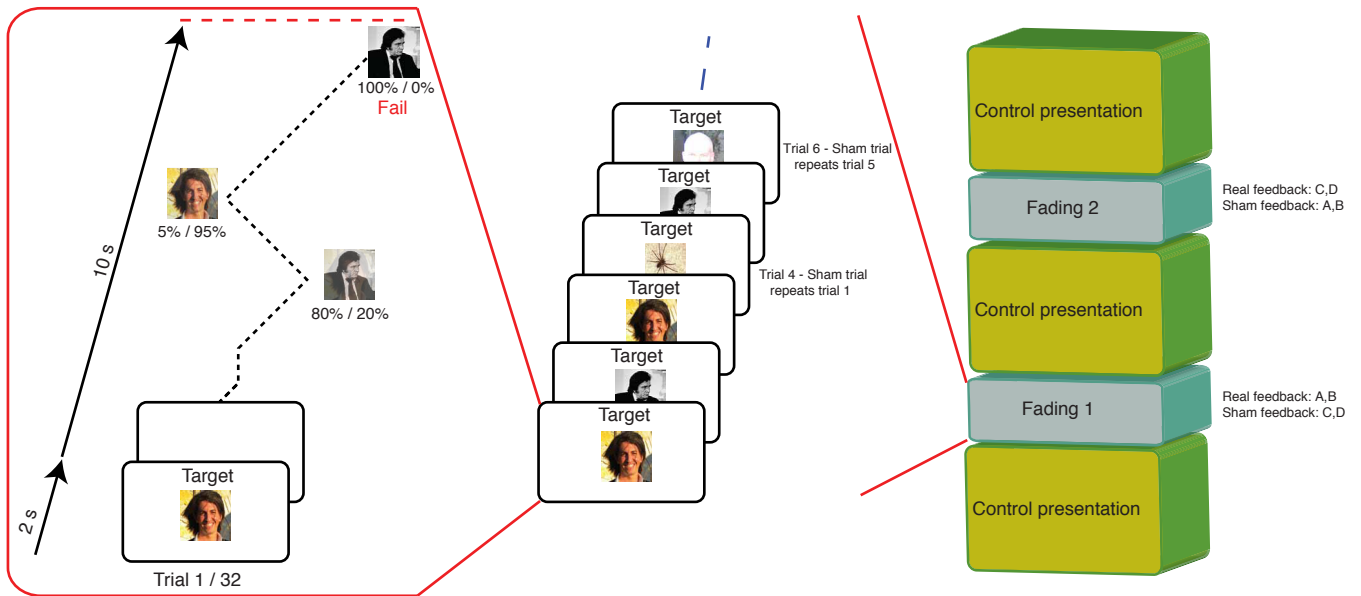 100% / 0%
Fail
5% / 95%
80% / 20%
10 s
2 s
Target
Trial 1 / 32
Target
Trial 6 - Sham trial
repeats trial 5
Target
Target
Trial 4 - Sham trial
repeats trial 1
Target
Target
Target
Control presentation
Fading 2
Real feedback: C,D
Sham feedback: A,B
Control presentation
Fading 1
Real feedback: A,B
Sham feedback: C,D
Control presentation